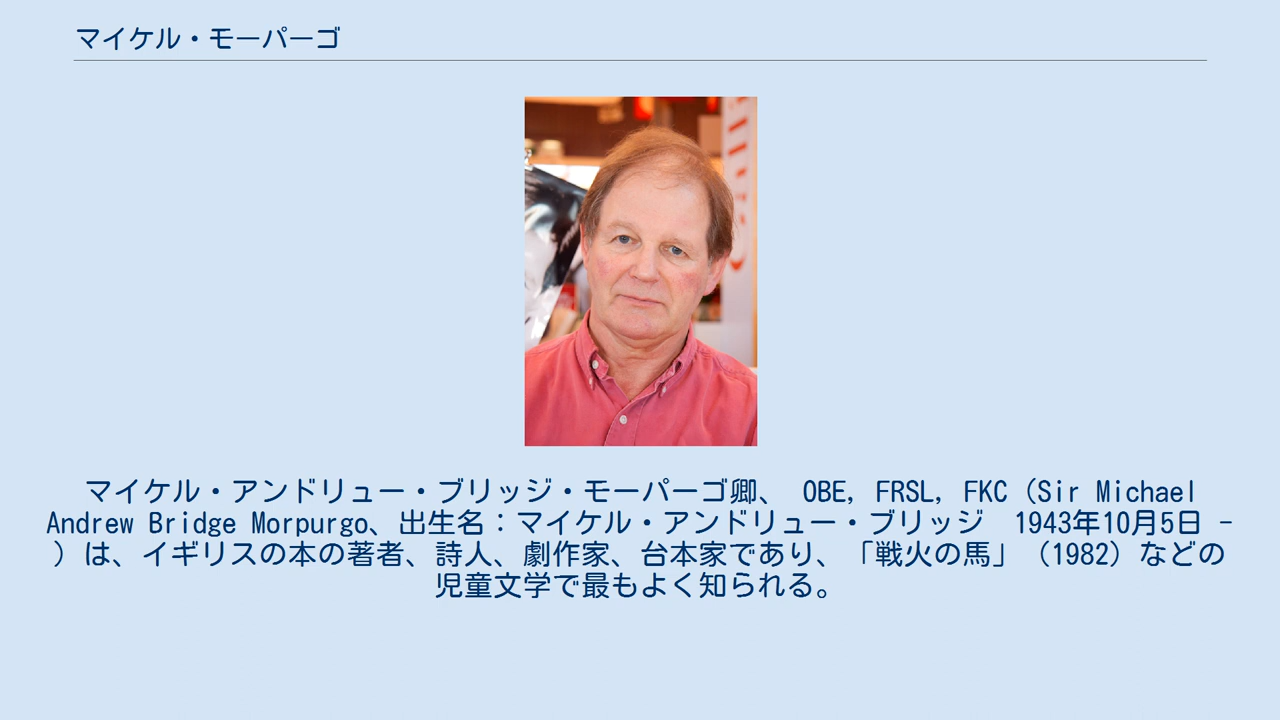 マイケル・モーパーゴ
マイケル・アンドリュー・ブリッジ・モーパーゴ卿、 OBE, FRSL, FKC（Sir Michael
Andrew Bridge Morpurgo、出生名：マイケル・アンドリュー・ブリッジ　1943年10月5日 -
）は、イギリスの本の著者、詩人、劇作家、台本家であり、「戦火の馬」（1982）などの
児童文学で最もよく知られる。